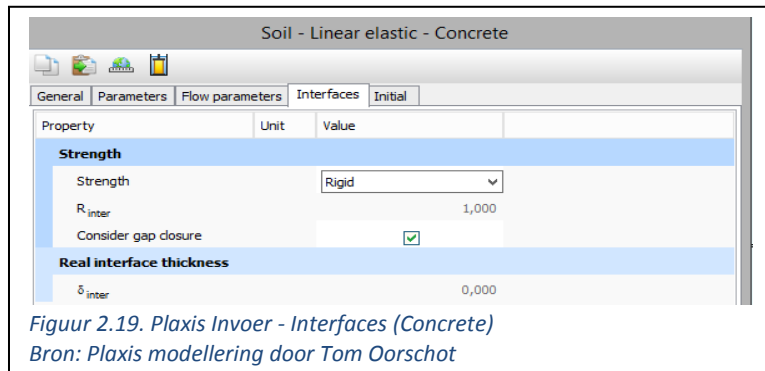 Soil - Linear elastic - Concrete
General Parameters Flow parameters Interfaces Initial
Property Unit Value
Strength
Strength Rigid
R inter 1,000
Consider gap closure
Real interface thickness
δ inter 0,000
Figuur 2.19. Plaxis Invoer - Interfaces (Concrete)
Bron: Plaxis modellering door Tom Oorschot